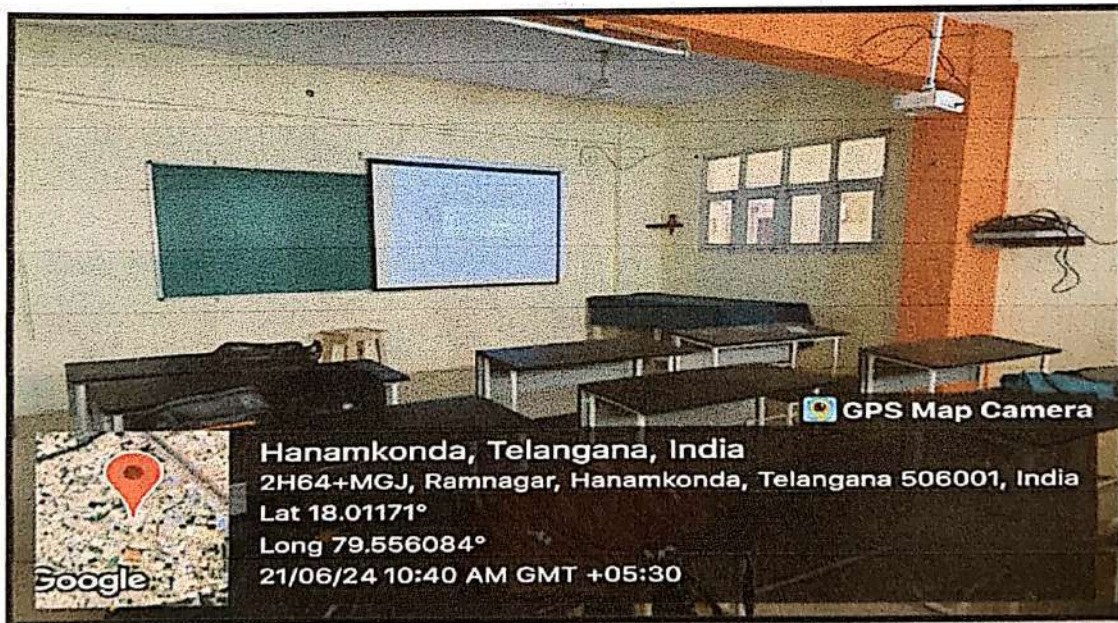 GPS Map Camera
Hanamkonda, Telangana, India
2H64+MGJ, Ramnagar, Hanamkonda, Telangana 506001, India
Lat 18.01171°
Long 79.556084°
21/06/24 10:40 AM GMT +05:30
Google